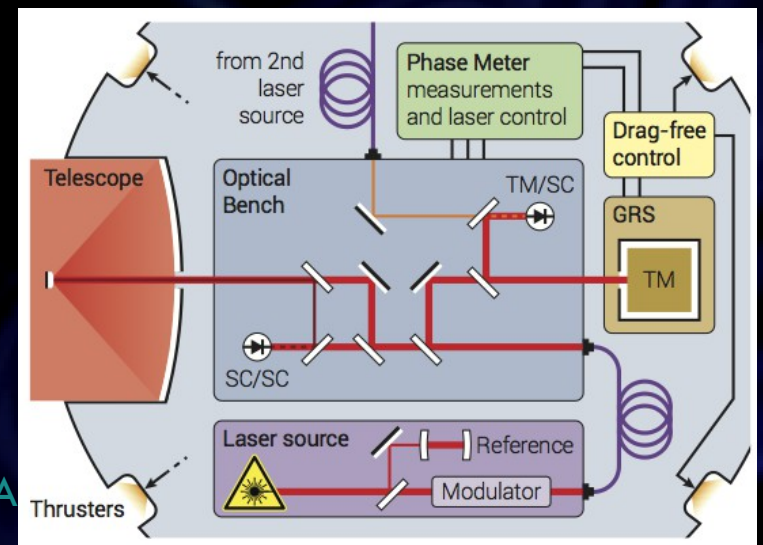 from 2nd
laser
source
Phase Meter
measurements
and laser control
Drag-free
control
Telescope
Optical
Bench
TM/SC
GRS
TM
SC/SC
Laser source
Reference
Modulator
A
Thrusters